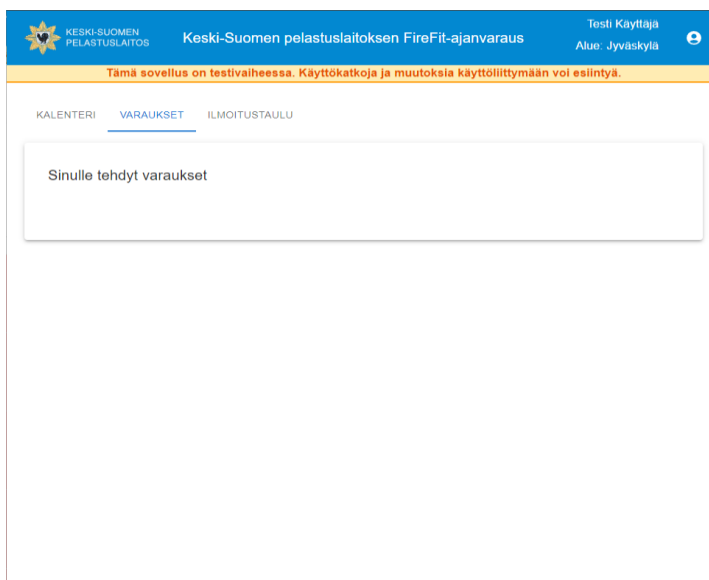 KESKI-SUOMEN
PELASTUSLAITOS
Keski-Suomen pelastuslaitoksen FireFit-ajanvaraus
Testi Käyttäjä
Alue: Jyväskylä
Tämä sovellus on testivaiheessa. Käyttökatkoja ja muutoksia käyttöliittymään voi esiintyä.
KALENTERI VARAUKSET ILMOITUSTAULU
Sinulle tehdyt varaukset